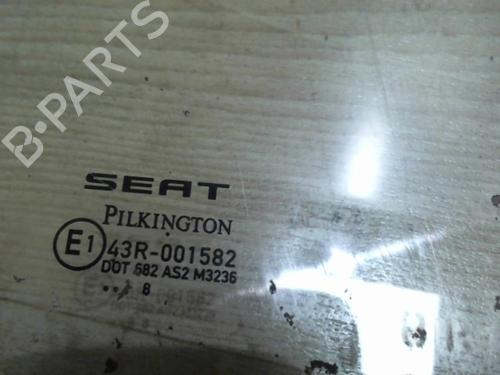 B-PARTS
SEAT
PILKINGTON
E1 43R-001582
DOT 682 AS2 M3236
.. 8